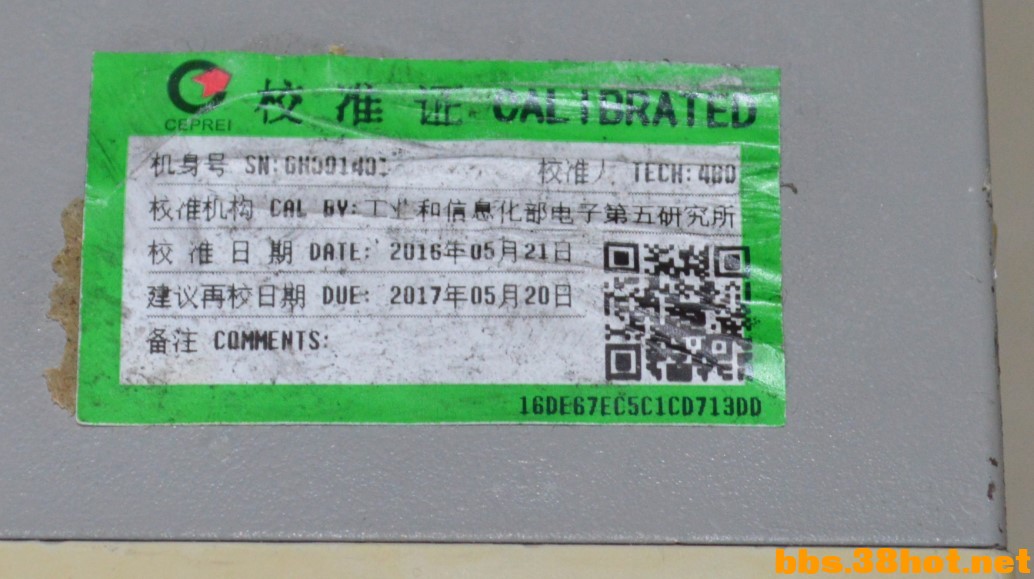 CEPREI
校准证 CALIBRATED
机身号 SN: 校准人 TECH:
校准机构 CAL BY: 工业和信息化部电子第五研究所
校准日期 DATE: 2016年05月21日
建议再校日期 DUE: 2017年05月20日
备注 COMMENTS:
16DE67EC5C1CD713DD
bbs.38hot.net